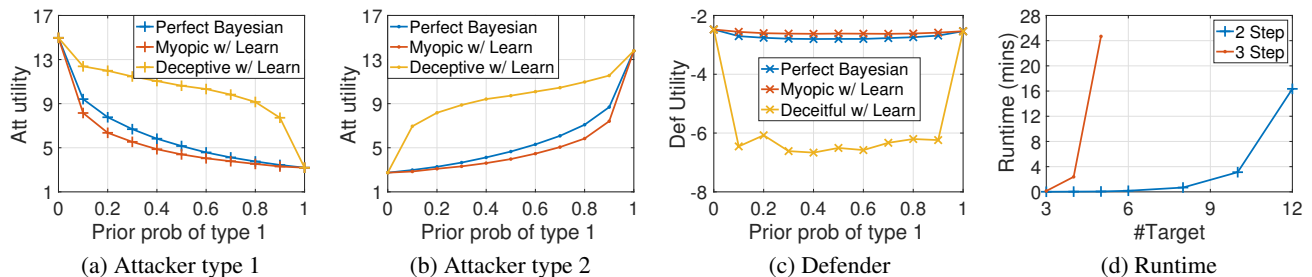 17
13
9
5
1
Att utility
Perfect Bayesian
Myopic w/ Learn
Deceptive w/ Learn
0 0.2 0.4 0.6 0.8 1
Prior prob of type 1
(a) Attacker type 1
17
13
9
5
1
Att utility
Perfect Bayesian
Myopic w/ Learn
Deceptive w/ Learn
0 0.2 0.4 0.6 0.8 1
Prior prob of type 1
(b) Attacker type 2
-2
-4
-6
-8
Def Utility
Perfect Bayesian
Myopic w/ Learn
Deceitful w/ Learn
0 0.2 0.4 0.6 0.8 1
Prior prob of type 1
(c) Defender
28
24
20
16
12
8
4
0
Runtime (mins)
2 Step
3 Step
3 6 9 12
#Target
(d) Runtime